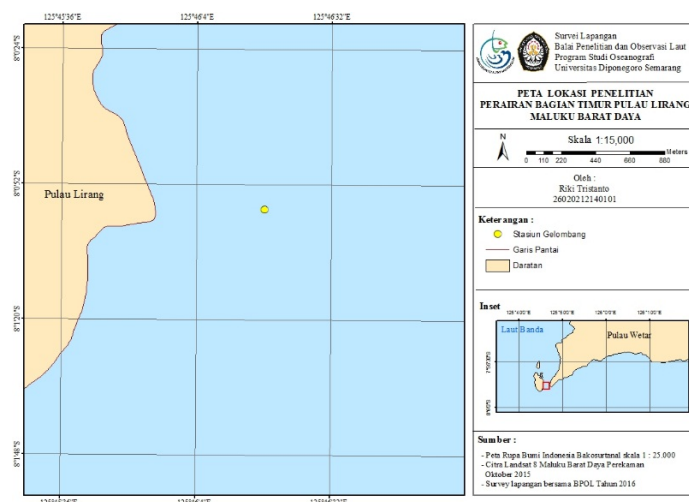 125°45'36"E
125°46'4"E
125°46'32"E
8°0'24"S
8°0'52"S
8°1'20"S
8°1'48"S
Pulau Lirang
Survei Lapangan
Balai Penelitian dan Observasi Laut
Program Studi Oseanografi
Universitas Diponegoro Semarang
PETA LOKASI PENELITIAN
PERAIRAN BAGIAN TIMUR PULAU LIRANG
MALUKU BARAT DAYA
N
Skala 1:15,000
Meters
0 110 220 440 660 880
Oleh :
Riki Tristanto
26020212140101
Keterangan :
Stasiun Gelombang
Garis Pantai
Daratan
Inset
Laut Banda
Pulau Wetar
Sumber :
- Peta Rupa Bumi Indonesia Bakosurtanal skala 1 : 25.000
- Citra Landsat 8 Maluku Barat Daya Perekaman
Oktober 2015
- Survey lapangan bersama BPOL Tahun 2016